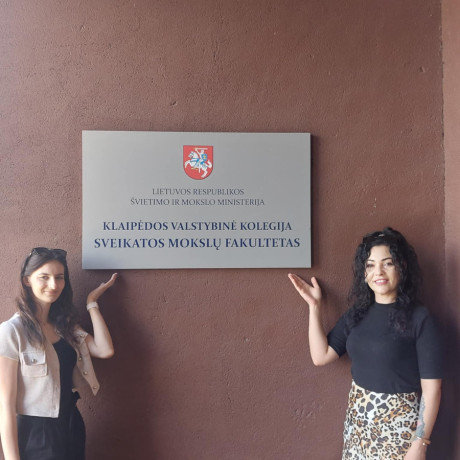 LIETUVOS RESPUBLIKOS
ŠVIETIMO IR MOKSLO MINISTERIJA
KLAIPĖDOS VALSTYBINĖ KOLEGIJA
SVEIKATOS MOKSLŲ FAKULTETAS